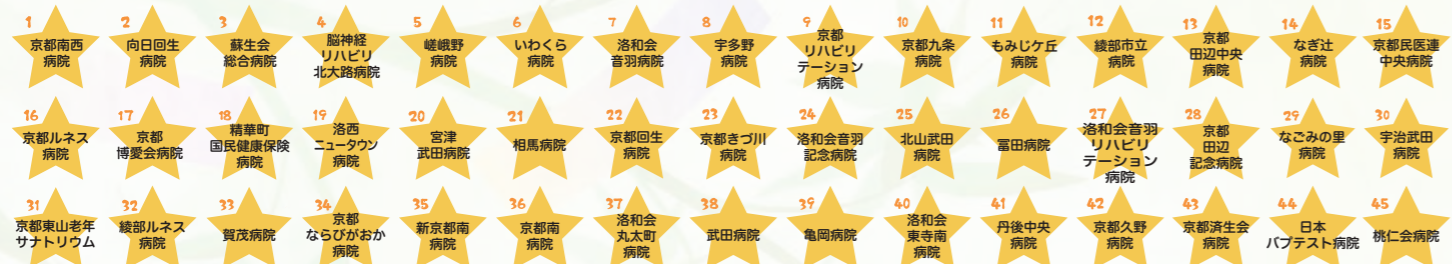 1
京都南西
病院
2
向日回生
病院
3
蘇生会
総合病院
4
脳神経
リハビリ
北大路病院
5
嵯峨野
病院
6
いわくら
病院
7
洛和会
音羽病院
8
宇多野
病院
9
京都
リハビリ
テーション
病院
10
京都九条
病院
11
もみじケ丘
病院
12
綾部市立
病院
13
京都
田辺中央
病院
14
なぎ辻
病院
15
京都民医連
中央病院
16
京都ルネス
病院
17
京都
博愛会病院
18
精華町
国民健康保険
病院
19
洛西
ニュータウン
病院
20
宮津
武田病院
21
相馬病院
22
京都回生
病院
23
京都きづ川
病院
24
洛和会音羽
記念病院
25
北山武田
病院
26
冨田病院
27
洛和会音羽
リハビリ
テーション
病院
28
京都
田辺
記念病院
29
なごみの里
病院
30
宇治武田
病院
31
京都東山老年
サナトリウム
32
綾部ルネス
病院
33
賀茂病院
34
京都
ならびがおか
病院
35
新京都南
病院
36
京都南
病院
37
洛和会
丸太町
病院
38
武田病院
39
亀岡病院
40
洛和会
東寺南
病院
41
丹後中央
病院
42
京都久野
病院
43
京都済生会
病院
44
日本
バプテスト病院
45
桃仁会病院